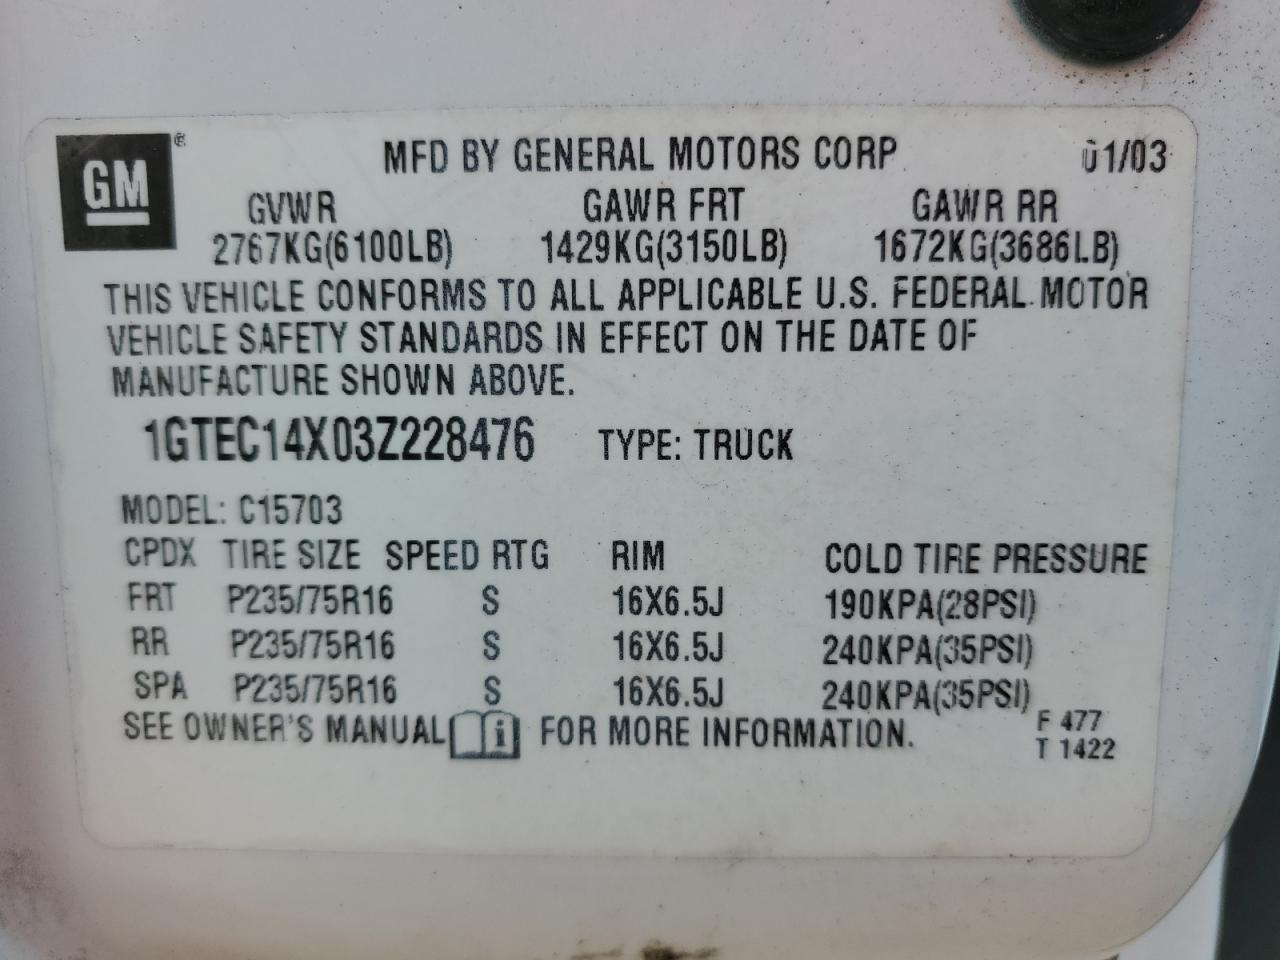 GM ®
MFD BY GENERAL MOTORS CORP 01/03
GVWR GAWR FRT GAWR RR
2767KG(6100LB) 1429KG(3150LB) 1672KG(3686LB)
THIS VEHICLE CONFORMS TO ALL APPLICABLE U.S. FEDERAL MOTOR
VEHICLE SAFETY STANDARDS IN EFFECT ON THE DATE OF
MANUFACTURE SHOWN ABOVE.
1GTEC14X03Z228476 TYPE: TRUCK
MODEL: C15703
CPDX TIRE SIZE SPEED RTG RIM COLD TIRE PRESSURE
FRT P235/75R16 S 16X6.5J 190KPA(28PSI)
RR P235/75R16 S 16X6.5J 240KPA(35PSI)
SPA P235/75R16 S 16X6.5J 240KPA(35PSI)
SEE OWNER'S MANUAL i FOR MORE INFORMATION.
F 477
T 1422